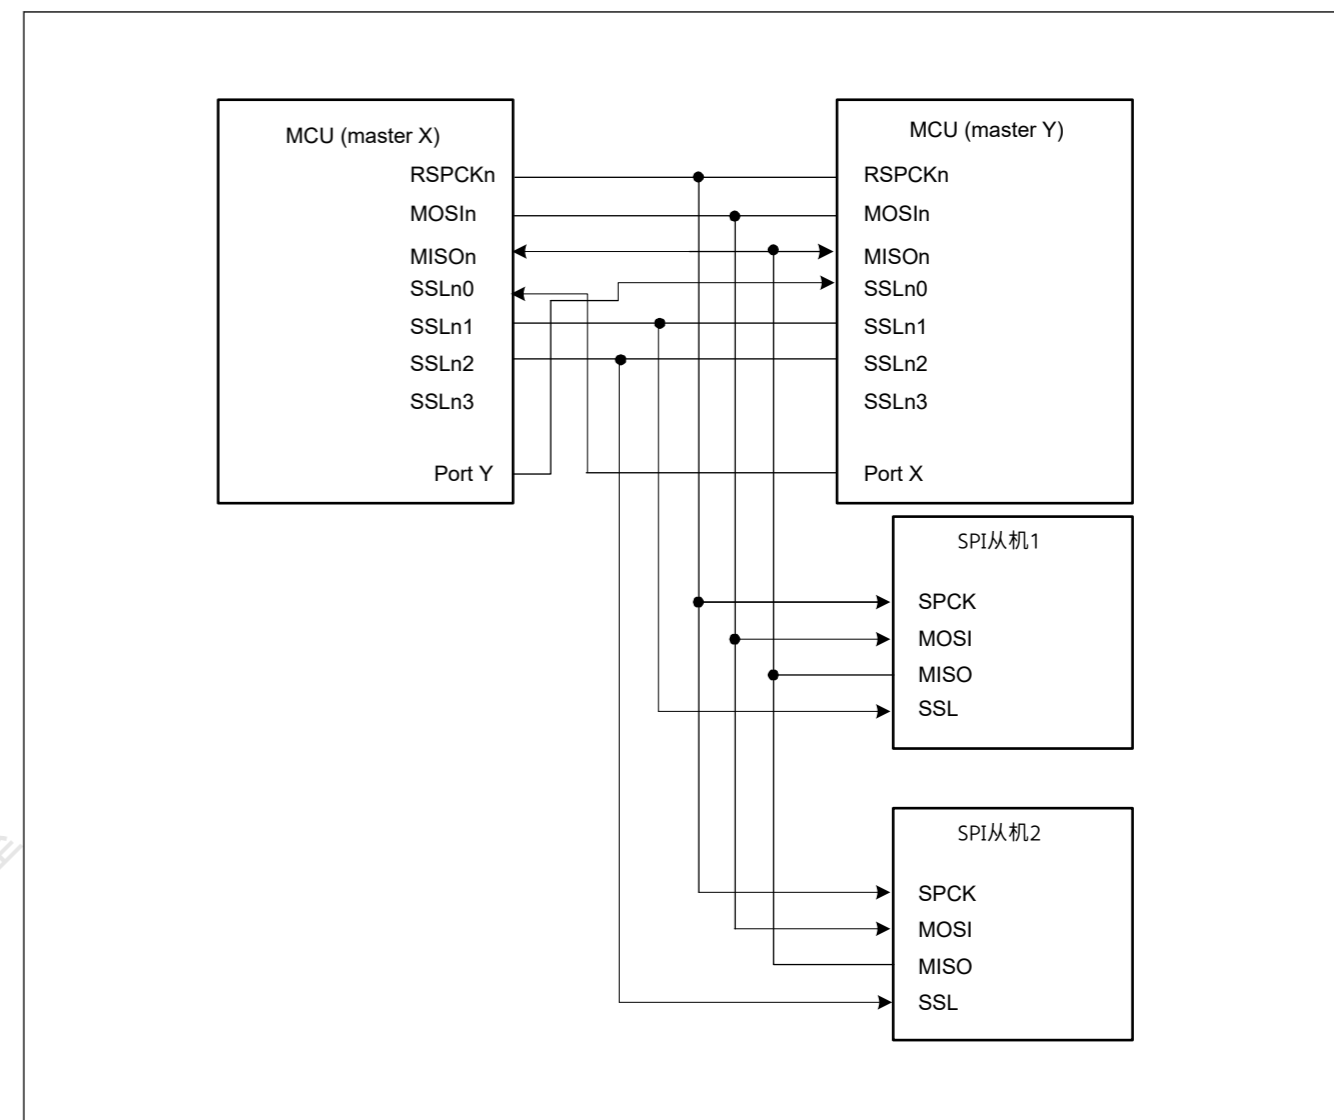 MCU (master X)
RSPCKn
MOSIn
MISOn
SSLn0
SSLn1
SSLn2
SSLn3
Port Y
MCU (master Y)
RSPCKn
MOSIn
MISOn
SSLn0
SSLn1
SSLn2
SSLn3
Port X
SPI从机1
SPCK
MOSI
MISO
SSL
SPI从机2
SPCK
MOSI
MISO
SSL